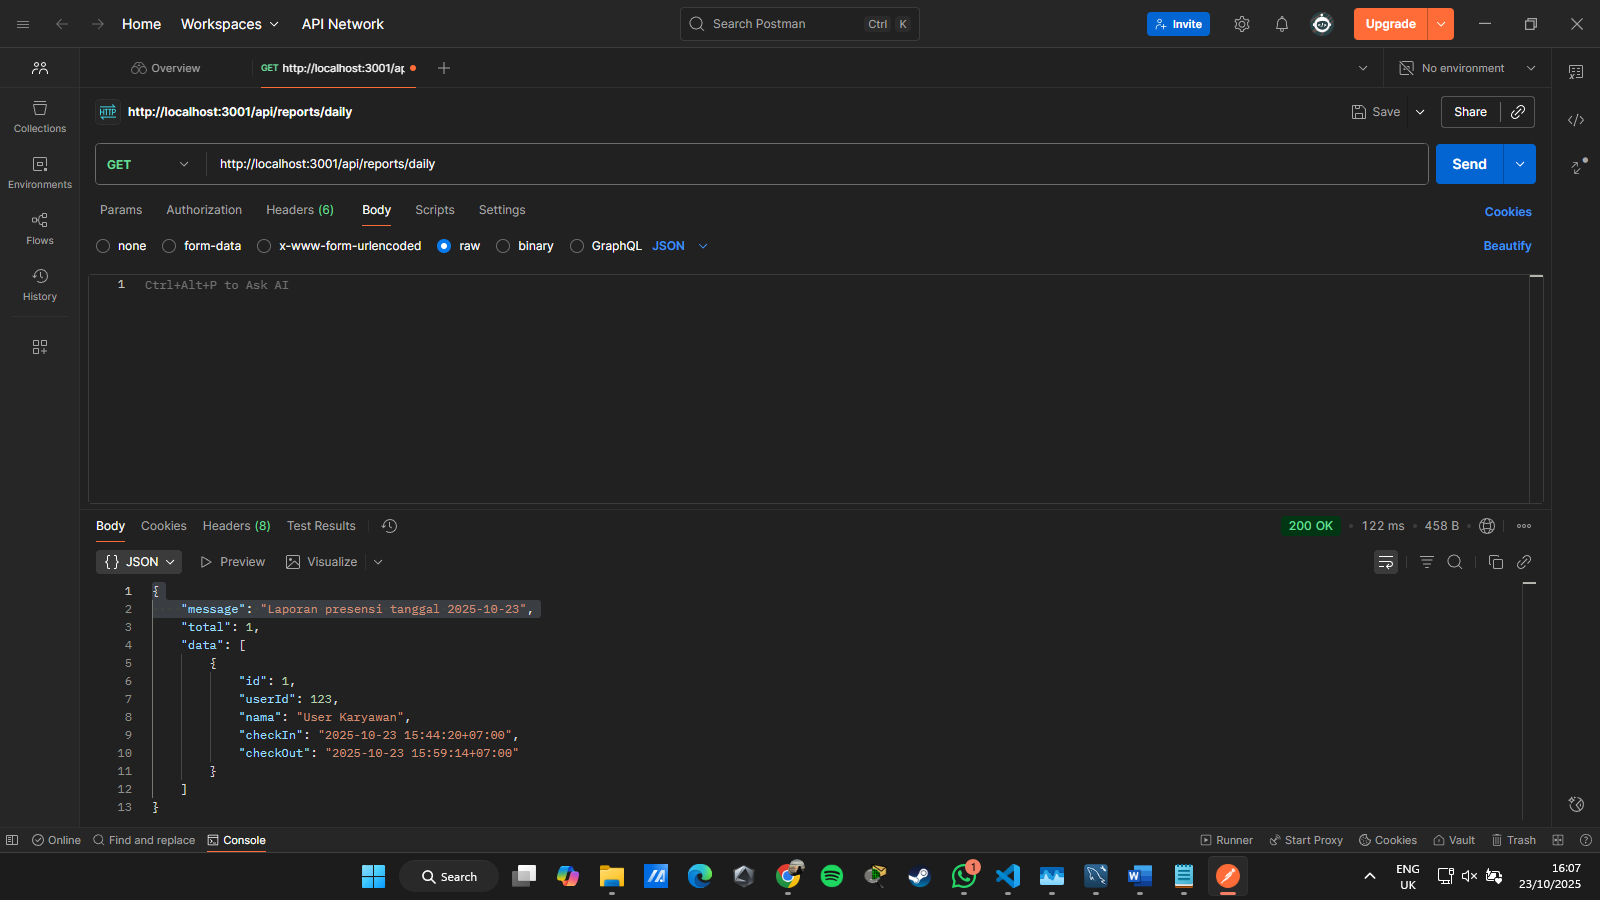 Home
Workspaces
API Network
Search Postman
Ctrl K
Invite
Upgrade
Overview
GET http://localhost:3001/ap
No environment
HTTP http://localhost:3001/api/reports/daily
Save
Share
GET
http://localhost:3001/api/reports/daily
Send
Collections
Environments
Flows
History
Params
Authorization
Headers (6)
Body
Scripts
Settings
Cookies
none
form-data
x-www-form-urlencoded
raw
binary
GraphQL
JSON
Beautify
1 Ctrl+Alt+P to Ask AI
Body
Cookies
Headers (8)
Test Results
200 OK
122 ms
458 B
{} JSON
Preview
Visualize
1 {
2 "message": "Laporan presensi tanggal 2025-10-23",
3 "total": 1,
4 "data": [
5 {
6 "id": 1,
7 "userId": 123,
8 "nama": "User Karyawan",
9 "checkIn": "2025-10-23 15:44:20+07:00",
10 "checkOut": "2025-10-23 15:59:14+07:00"
11 }
12 ]
13 }
Online
Find and replace
Console
Runner
Start Proxy
Cookies
Vault
Trash
Search
1
ENG
UK
16:07
23/10/2025